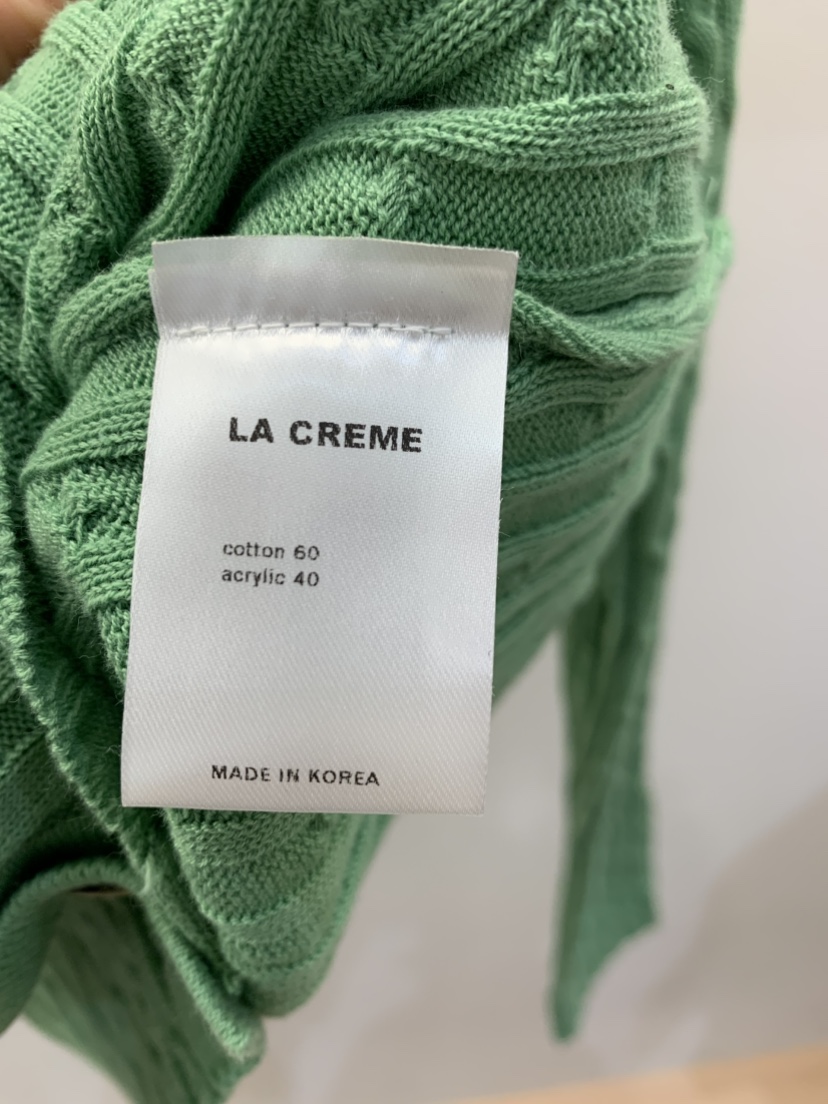 LA CREME
cotton 60
acrylic 40
MADE IN KOREA